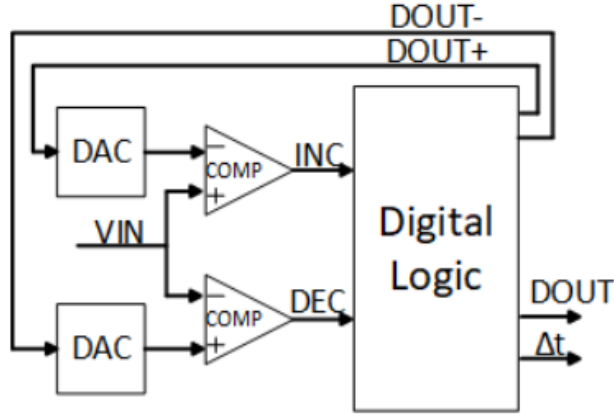 DOUT-
DOUT+
DAC
−
COMP
+
INC
VIN
Digital
Logic
DAC
−
COMP
+
DEC
DOUT
Δt